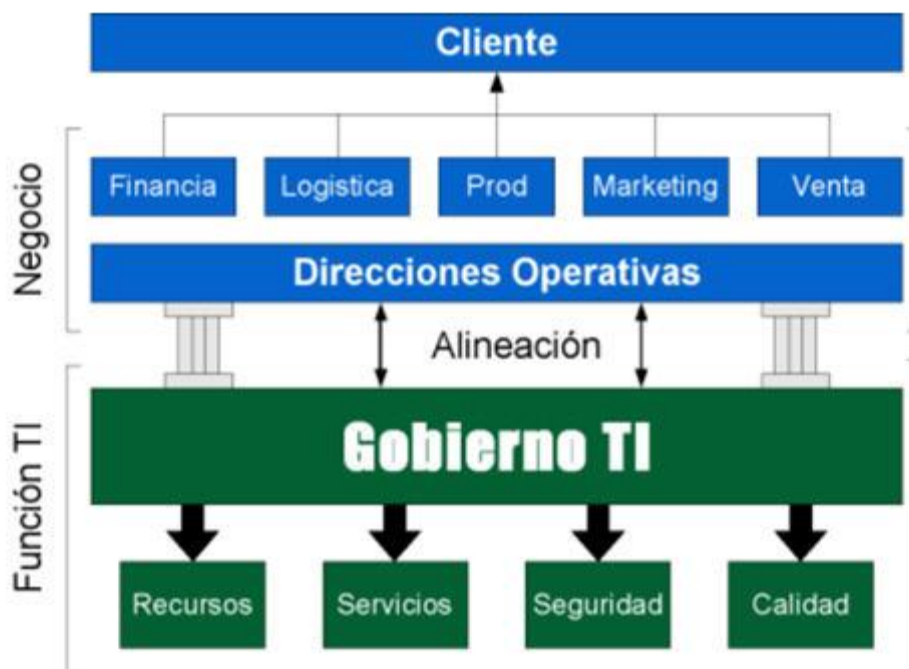 Cliente
Negocio
Financia
Logistica
Prod
Marketing
Venta
Direcciones Operativas
Alineación
Función TI
Gobierno TI
Recursos
Servicios
Seguridad
Calidad